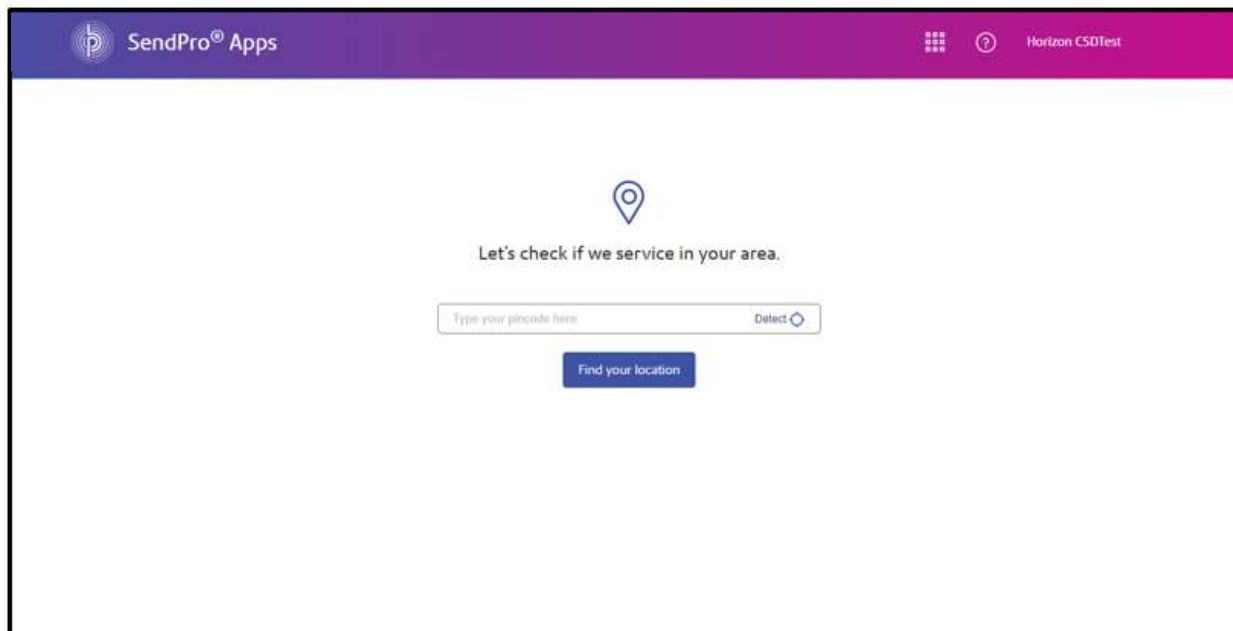 SendPro® Apps
Horizon CSDTest
Let's check if we service in your area.
Type your pincode here
Detect
Find your location